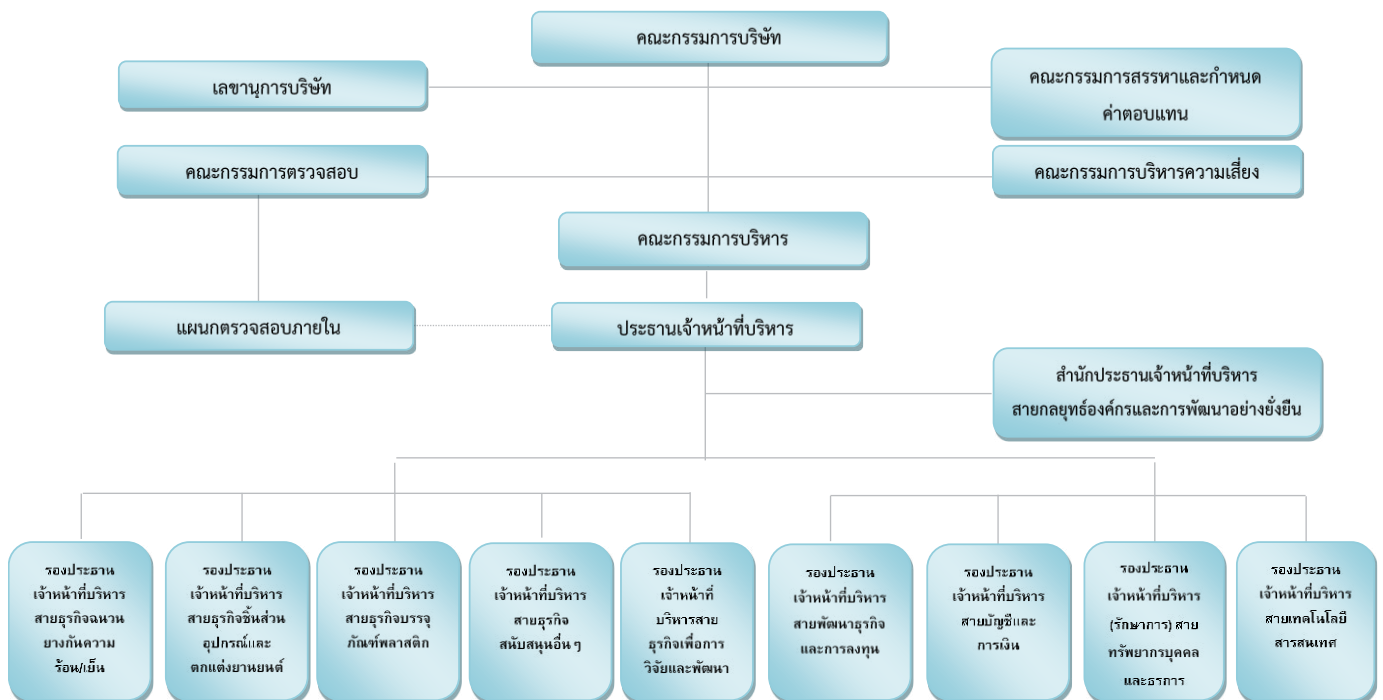 คณะกรรมการบริษัท
เลขานุการบริษัท
คณะกรรมการสรรหาและกำหนด
ค่าตอบแทน
คณะกรรมการตรวจสอบ
คณะกรรมการบริหารความเสี่ยง
คณะกรรมการบริหาร
แผนกตรวจสอบภายใน
ประธานเจ้าหน้าที่บริหาร
สำนักประธานเจ้าหน้าที่บริหาร
สายกลยุทธ์องค์กรและการพัฒนาอย่างยั่งยืน
รองประธาน
เจ้าหน้าที่บริหาร
สายธุรกิจฉนวน
ยางกันความ
ร้อน/เย็น
รองประธาน
เจ้าหน้าที่บริหาร
สายธุรกิจชิ้นส่วน
อุปกรณ์และ
ตกแต่งยานยนต์
รองประธาน
เจ้าหน้าที่บริหาร
สายธุรกิจบรรจุ
ภัณฑ์พลาสติก
รองประธาน
เจ้าหน้าที่บริหาร
สายธุรกิจ
สนับสนุนอื่น ๆ
รองประธาน
เจ้าหน้าที่
บริหารสาย
ธุรกิจเพื่อการ
วิจัยและพัฒนา
รองประธาน
เจ้าหน้าที่บริหาร
สายพัฒนาธุรกิจ
และการลงทุน
รองประธาน
เจ้าหน้าที่บริหาร
สายบัญชีและ
การเงิน
รองประธาน
เจ้าหน้าที่บริหาร
(รักษาการ) สาย
ทรัพยากรบุคคล
และธุรการ
รองประธาน
เจ้าหน้าที่บริหาร
สายเทคโนโลยี
สารสนเทศ